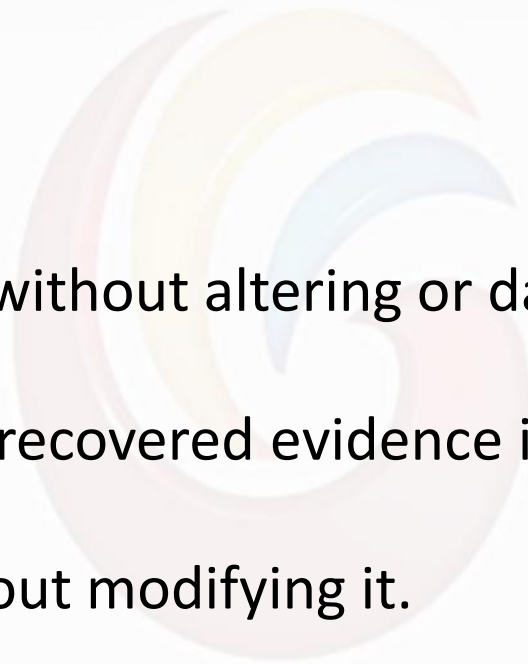 without altering or da
recovered evidence i
out modifying it.